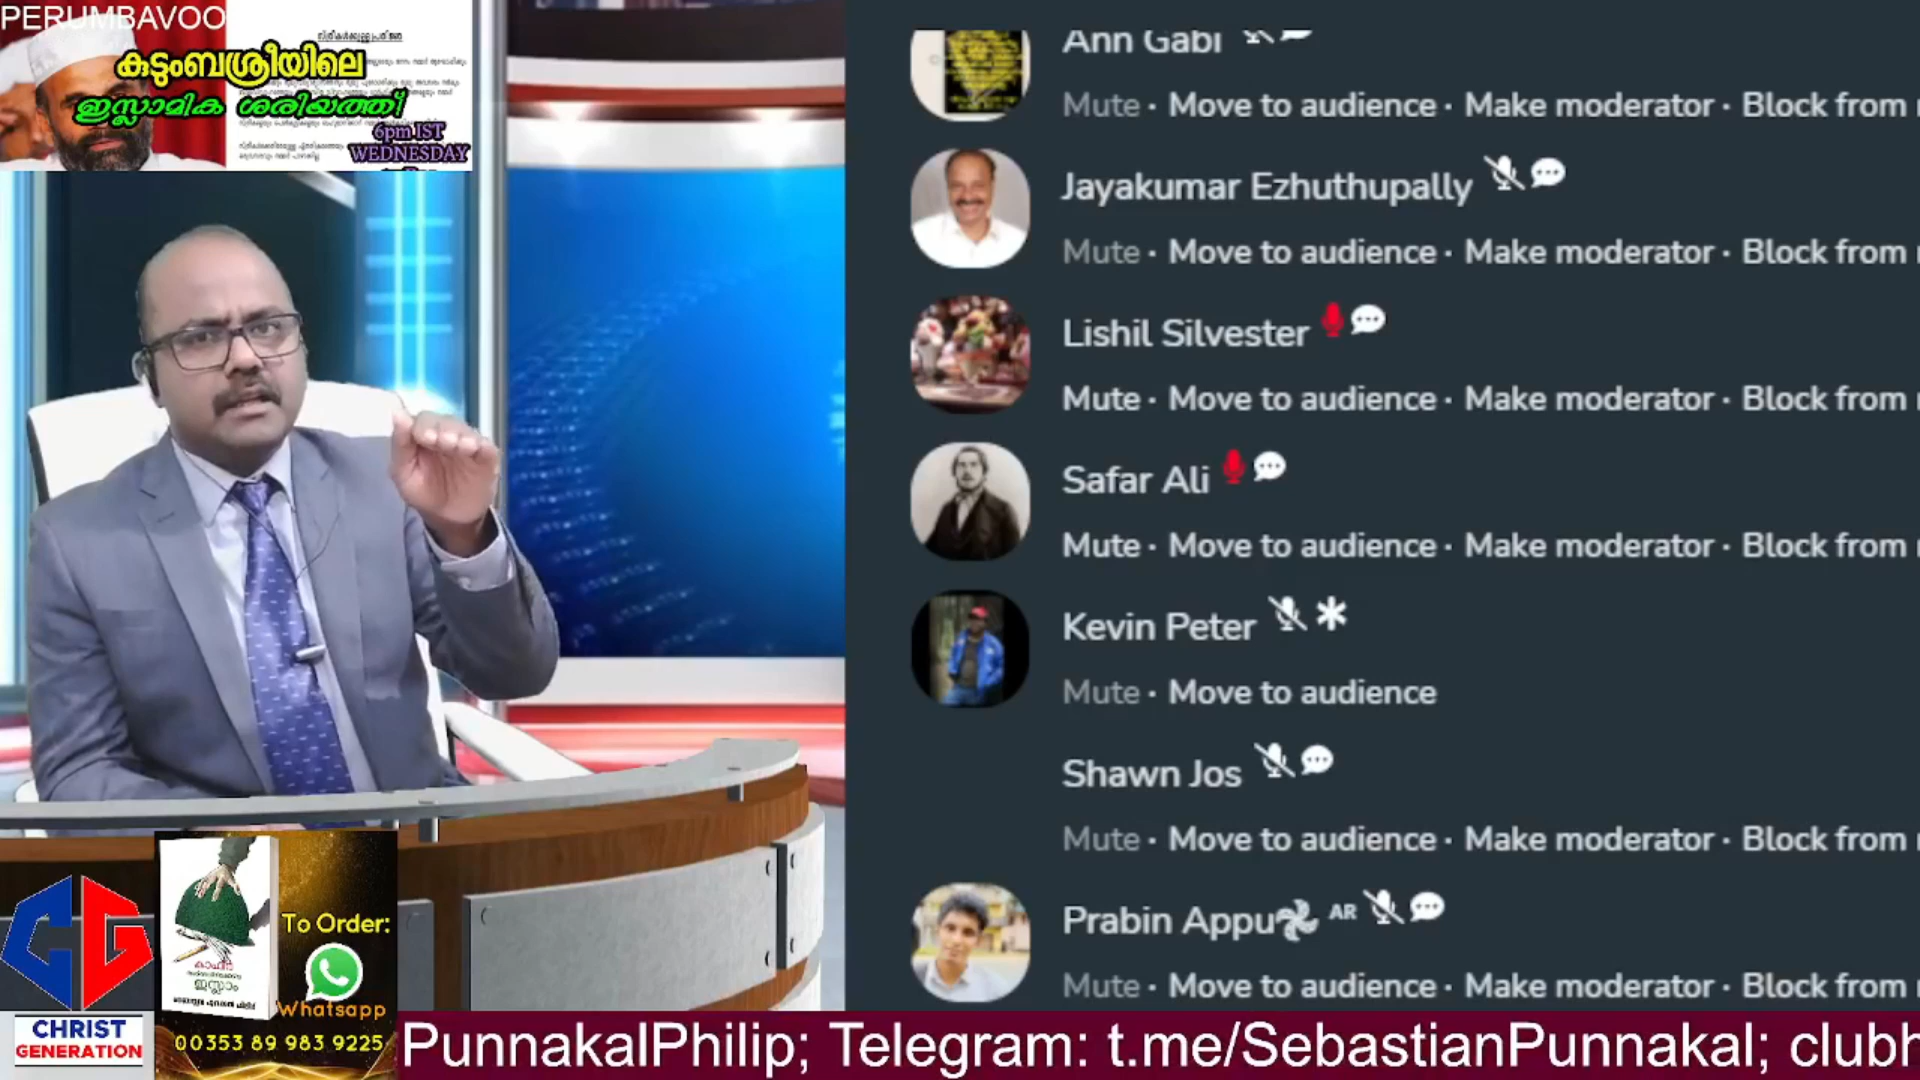 PERUMBAVOO
സ്ത്രീകൾക്കുള്ള പ്രതിജ്ഞ
കുടുംബശ്രീയിലെ
ഇസ്ലാമിക ശരിയത്ത്
6pm IST
WEDNESDAY
Ann Gabi
Mute · Move to audience · Make moderator · Block from
Jayakumar Ezhuthupally
Mute · Move to audience · Make moderator · Block from
Lishil Silvester
Mute · Move to audience · Make moderator · Block from
Safar Ali
Mute · Move to audience · Make moderator · Block from
Kevin Peter
Mute · Move to audience
Shawn Jos
Mute · Move to audience · Make moderator · Block from
Prabin Appu AR
Mute · Move to audience · Make moderator · Block from
CG
CHRIST
GENERATION
ഇസ്ലാം
To Order:
Whatsapp
00353 89 983 9225
PunnakalPhilip; Telegram: t.me/SebastianPunnakal; clubh